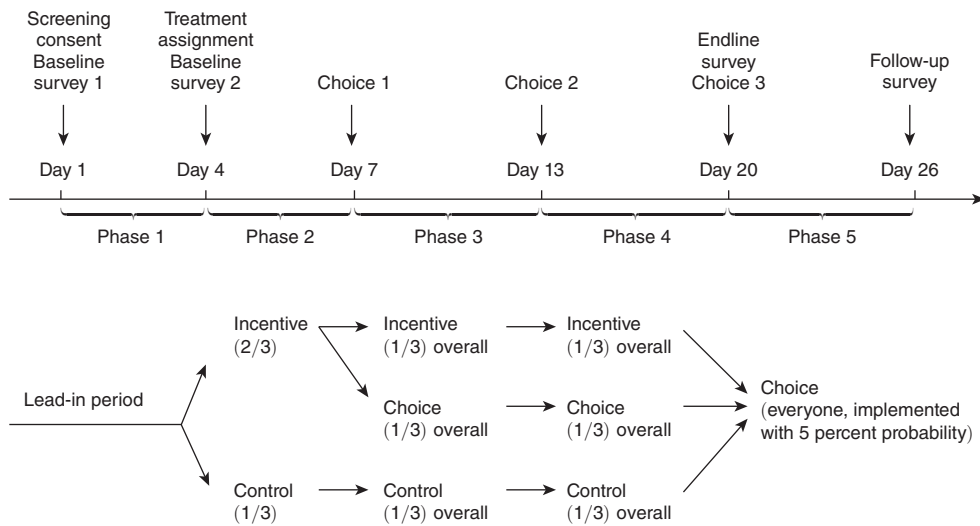 Screening
consent
Baseline
survey 1
Treatment
assignment
Baseline
survey 2
Choice 1
Choice 2
Endline
survey
Choice 3
Follow-up
survey
Day 1
Day 4
Day 7
Day 13
Day 20
Day 26
Phase 1
Phase 2
Phase 3
Phase 4
Phase 5
Lead-in period
Incentive
(2/3)
Incentive
(1/3) overall
Incentive
(1/3) overall
Choice
(1/3) overall
Choice
(1/3) overall
Choice
(everyone, implemented
with 5 percent probability)
Control
(1/3)
Control
(1/3) overall
Control
(1/3) overall